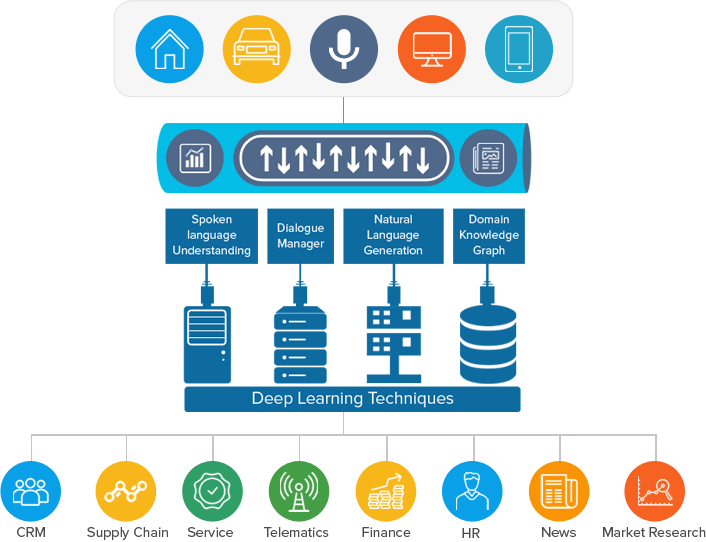 Spoken
language
Understanding
Dialogue
Manager
Natural
Language
Generation
Domain
Knowledge
Graph
Deep Learning Techniques
CRM
Supply Chain
Service
Telematics
Finance
HR
News
Market Research